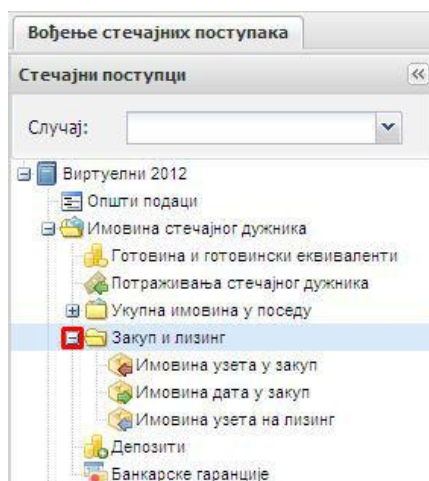 Вођење стечајних поступака
Стечајни поступци
Случај:
Виртуелни 2012
Општи подаци
Имовина стечајног дужника
Готовина и готовински еквиваленти
Потраживања стечајног дужника
Укупна имовина у поседу
Закуп и лизинг
Имовина узета у закуп
Имовина дата у закуп
Имовина узета на лизинг
Депозити
Банкарске гаранције